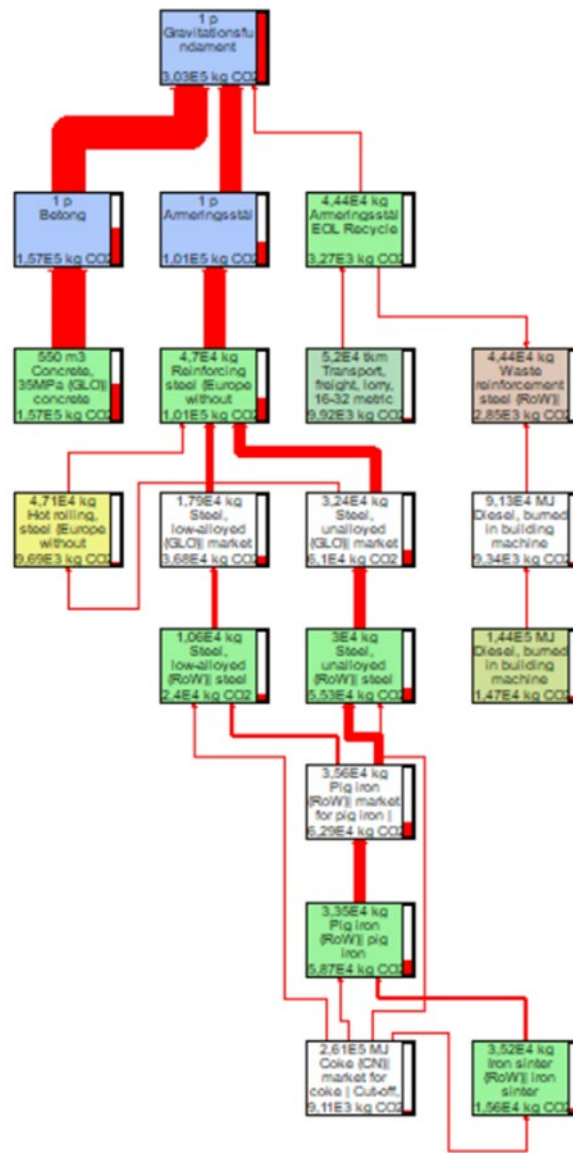 1 p
Gravitationsfu
ndament
3,03E5 kg CO2
1 p
Betong
1,57E5 kg CO2
1 p
Armeringsstål
1,01E5 kg CO2
4,44E4 kg
Armeringsstål
EOL Recycle
3,27E3 kg CO2
550 m3
Concrete,
35MPa {GLO}| concrete
1,57E5 kg CO2
4,7E4 kg
Reinforcing
steel {Europe
without
1,01E5 kg CO2
5,2E4 tkm
Transport,
freight, lorry,
16-32 metric
9,92E3 kg CO2
4,44E4 kg
Waste
reinforcement
steel {RoW}|
2,85E3 kg CO2
4,71E4 kg
Hot rolling,
steel {Europe
without
9,69E3 kg CO2
1,79E4 kg
Steel,
low-alloyed
{GLO}| market
3,68E4 kg CO2
3,24E4 kg
Steel,
unalloyed
{GLO}| market
6,1E4 kg CO2
9,13E4 MJ
Diesel, burned
in building
machine
9,34E3 kg CO2
1,06E4 kg
Steel,
low-alloyed
{RoW}| steel
2,4E4 kg CO2
3E4 kg
Steel,
unalloyed
{RoW}| steel
5,53E4 kg CO2
1,44E5 MJ
Diesel, burned
in building
machine
1,47E4 kg CO2
3,56E4 kg
Pig iron
{RoW}| market
for pig iron |
6,29E4 kg CO2
3,35E4 kg
Pig iron
{RoW}| pig
iron
5,87E4 kg CO2
2,61E5 MJ
Coke {CN}|
market for
coke | Cut-off,
9,11E3 kg CO2
3,52E4 kg
Iron sinter
{RoW}| iron
sinter
1,56E4 kg CO2